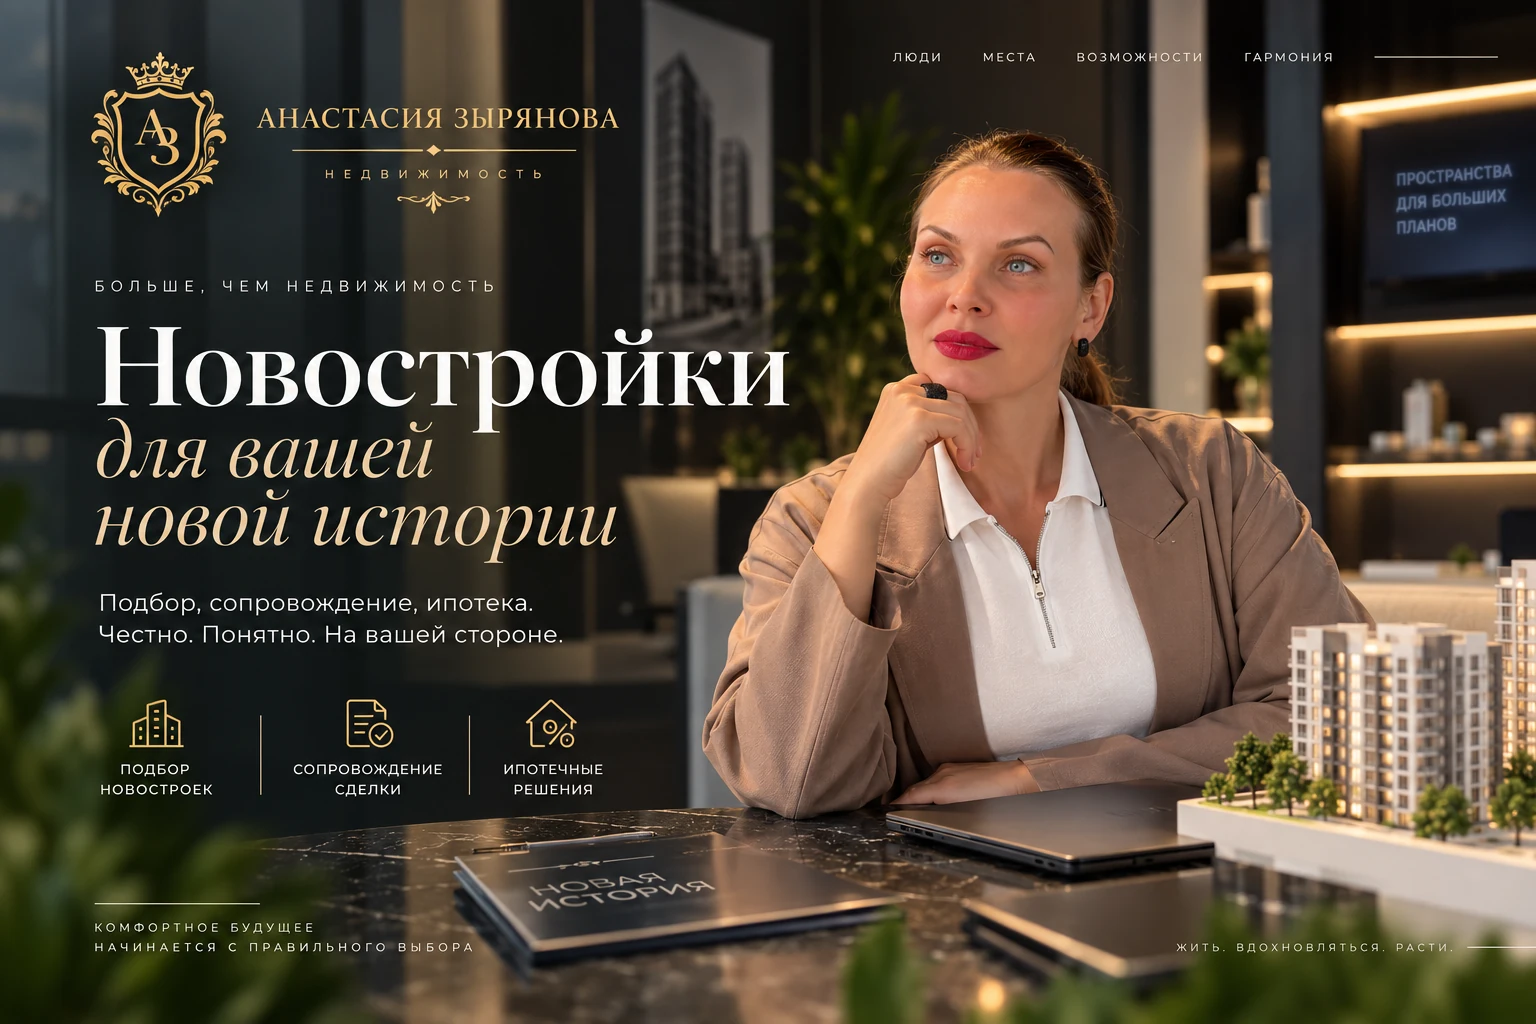 ЛЮДИ МЕСТА ВОЗМОЖНОСТИ ГАРМОНИЯ
АЗ
АНАСТАСИЯ ЗЫРЯНОВА
НЕДВИЖИМОСТЬ
ПРОСТРАНСТВА
ДЛЯ БОЛЬШИХ
ПЛАНОВ
БОЛЬШЕ, ЧЕМ НЕДВИЖИМОСТЬ
Новостройки
для вашей
новой истории
Подбор, сопровождение, ипотека.
Честно. Понятно. На вашей стороне.
ПОДБОР
НОВОСТРОЕК
СОПРОВОЖДЕНИЕ
СДЕЛКИ
ИПОТЕЧНЫЕ
РЕШЕНИЯ
НОВАЯ
ИСТОРИЯ
КОМФОРТНОЕ БУДУЩЕЕ
НАЧИНАЕТСЯ С ПРАВИЛЬНОГО ВЫБОРА
ЖИТЬ. ВДОХНОВЛЯТЬСЯ. РАСТИ.